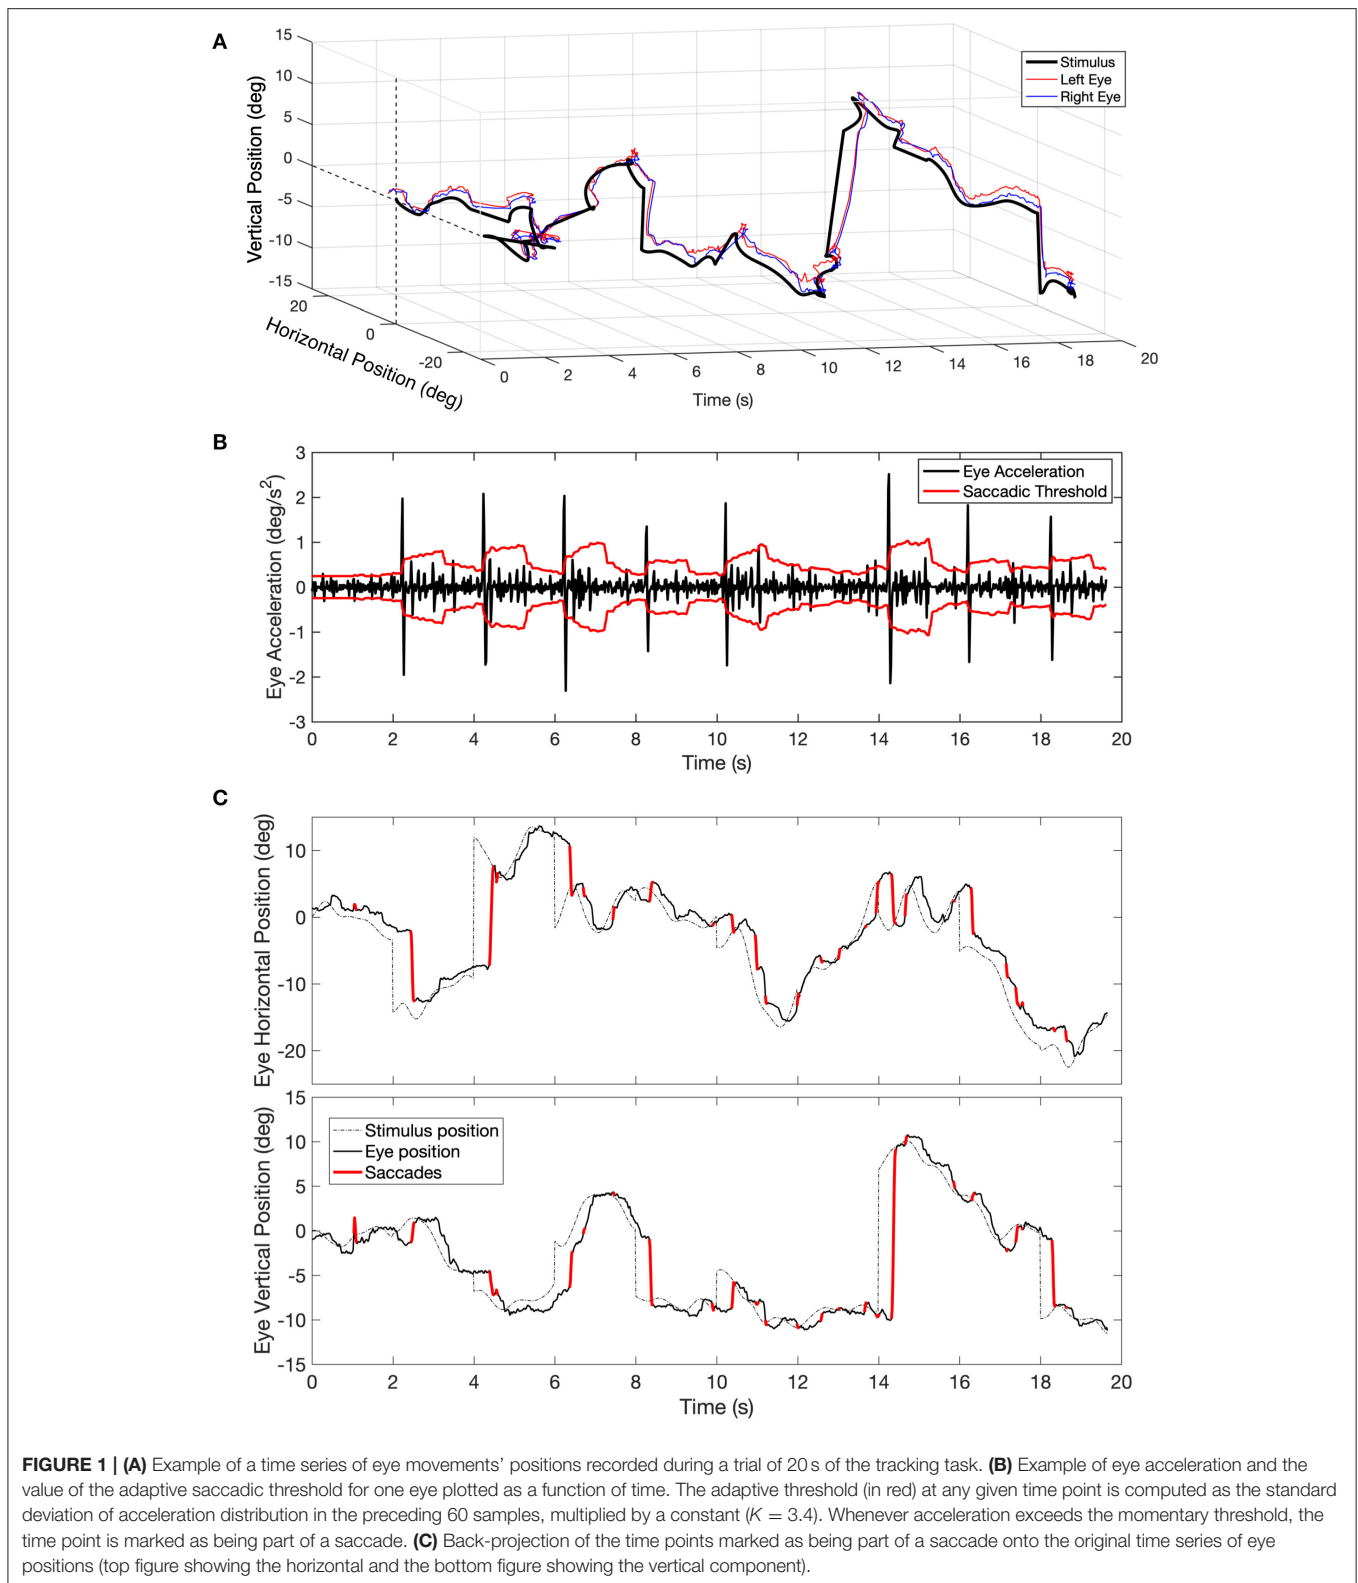 A
15
10
5
0
-5
-10
-15
Vertical Position (deg)
20
0
-20
Horizontal Position (deg)
0
2
4
6
8
10
12
14
16
18
20
Time (s)
Stimulus
Left Eye
Right Eye
B
3
2
1
0
-1
-2
-3
Eye Acceleration (deg/s²)
Eye Acceleration
Saccadic Threshold
0 2 4 6 8 10 12 14 16 18 20
Time (s)
C
10
0
-10
-20
Eye Horizontal Position (deg)
15
10
5
0
-5
-10
-15
Eye Vertical Position (deg)
Stimulus position
Eye position
Saccades
0 2 4 6 8 10 12 14 16 18 20
Time (s)
FIGURE 1 | (A) Example of a time series of eye movements' positions recorded during a trial of 20 s of the tracking task. (B) Example of eye acceleration and the
value of the adaptive saccadic threshold for one eye plotted as a function of time. The adaptive threshold (in red) at any given time point is computed as the standard
deviation of acceleration distribution in the preceding 60 samples, multiplied by a constant (K = 3.4). Whenever acceleration exceeds the momentary threshold, the
time point is marked as being part of a saccade. (C) Back-projection of the time points marked as being part of a saccade onto the original time series of eye
positions (top figure showing the horizontal and the bottom figure showing the vertical component).